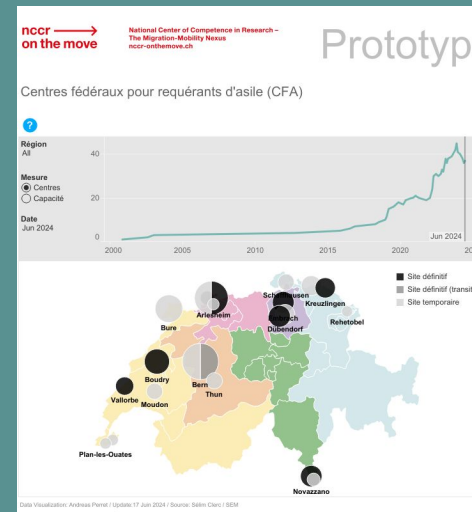 nccr
on the move
National Center of Competence in Research –
The Migration-Mobility Nexus
nccr-onthemove.ch
Prototyp
Centres fédéraux pour requérants d'asile (CFA)
?
Région
All
Mesure
Centres
Capacité
Date
Jun 2024
40
20
0
Jun 2024
2000
2005
2010
2015
2020
20
Site définitif
Site définitif (transit
Site temporaire
Schaffhausen
Kreuzlingen
Arlesheim
Bure
Dübendorf
Rehetobel
Boudry
Bern
Thun
Vallorbe
Moudon
Plan-les-Ouates
Novazzano
Data Visualization: Andreas Perret / Update:17 Juin 2024 / Source: Sélim Clerc / SEM